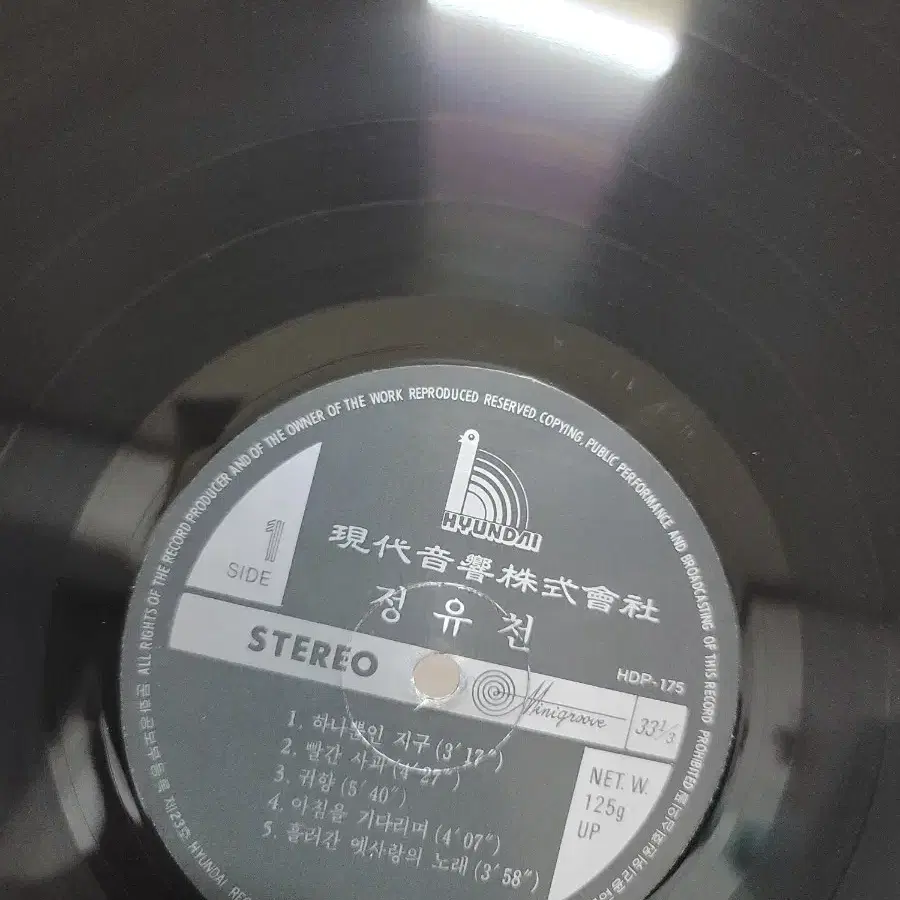 ALL RIGHTS OF THE RECORD PRODUCER AND OF THE OWNER OF THE WORK REPRODUCED RESERVED. COPYING, PUBLIC PERFORMANCE AND BROADCASTING OF THIS RECORD PROHIBITED
HYUNDAI
現代音響株式會社
SIDE 1
정유천
STEREO
HDP-175
Minigroove
33 1/3
1. 하나뿐인 지구 (3′17″)
2. 빨간 사과 (4′27″)
3. 귀향 (5′40″)
4. 아침을 기다리며 (4′07″)
5. 흘러간 옛사랑의 노래 (3′58″)
NET. W.
125g
UP
HYUNDAI